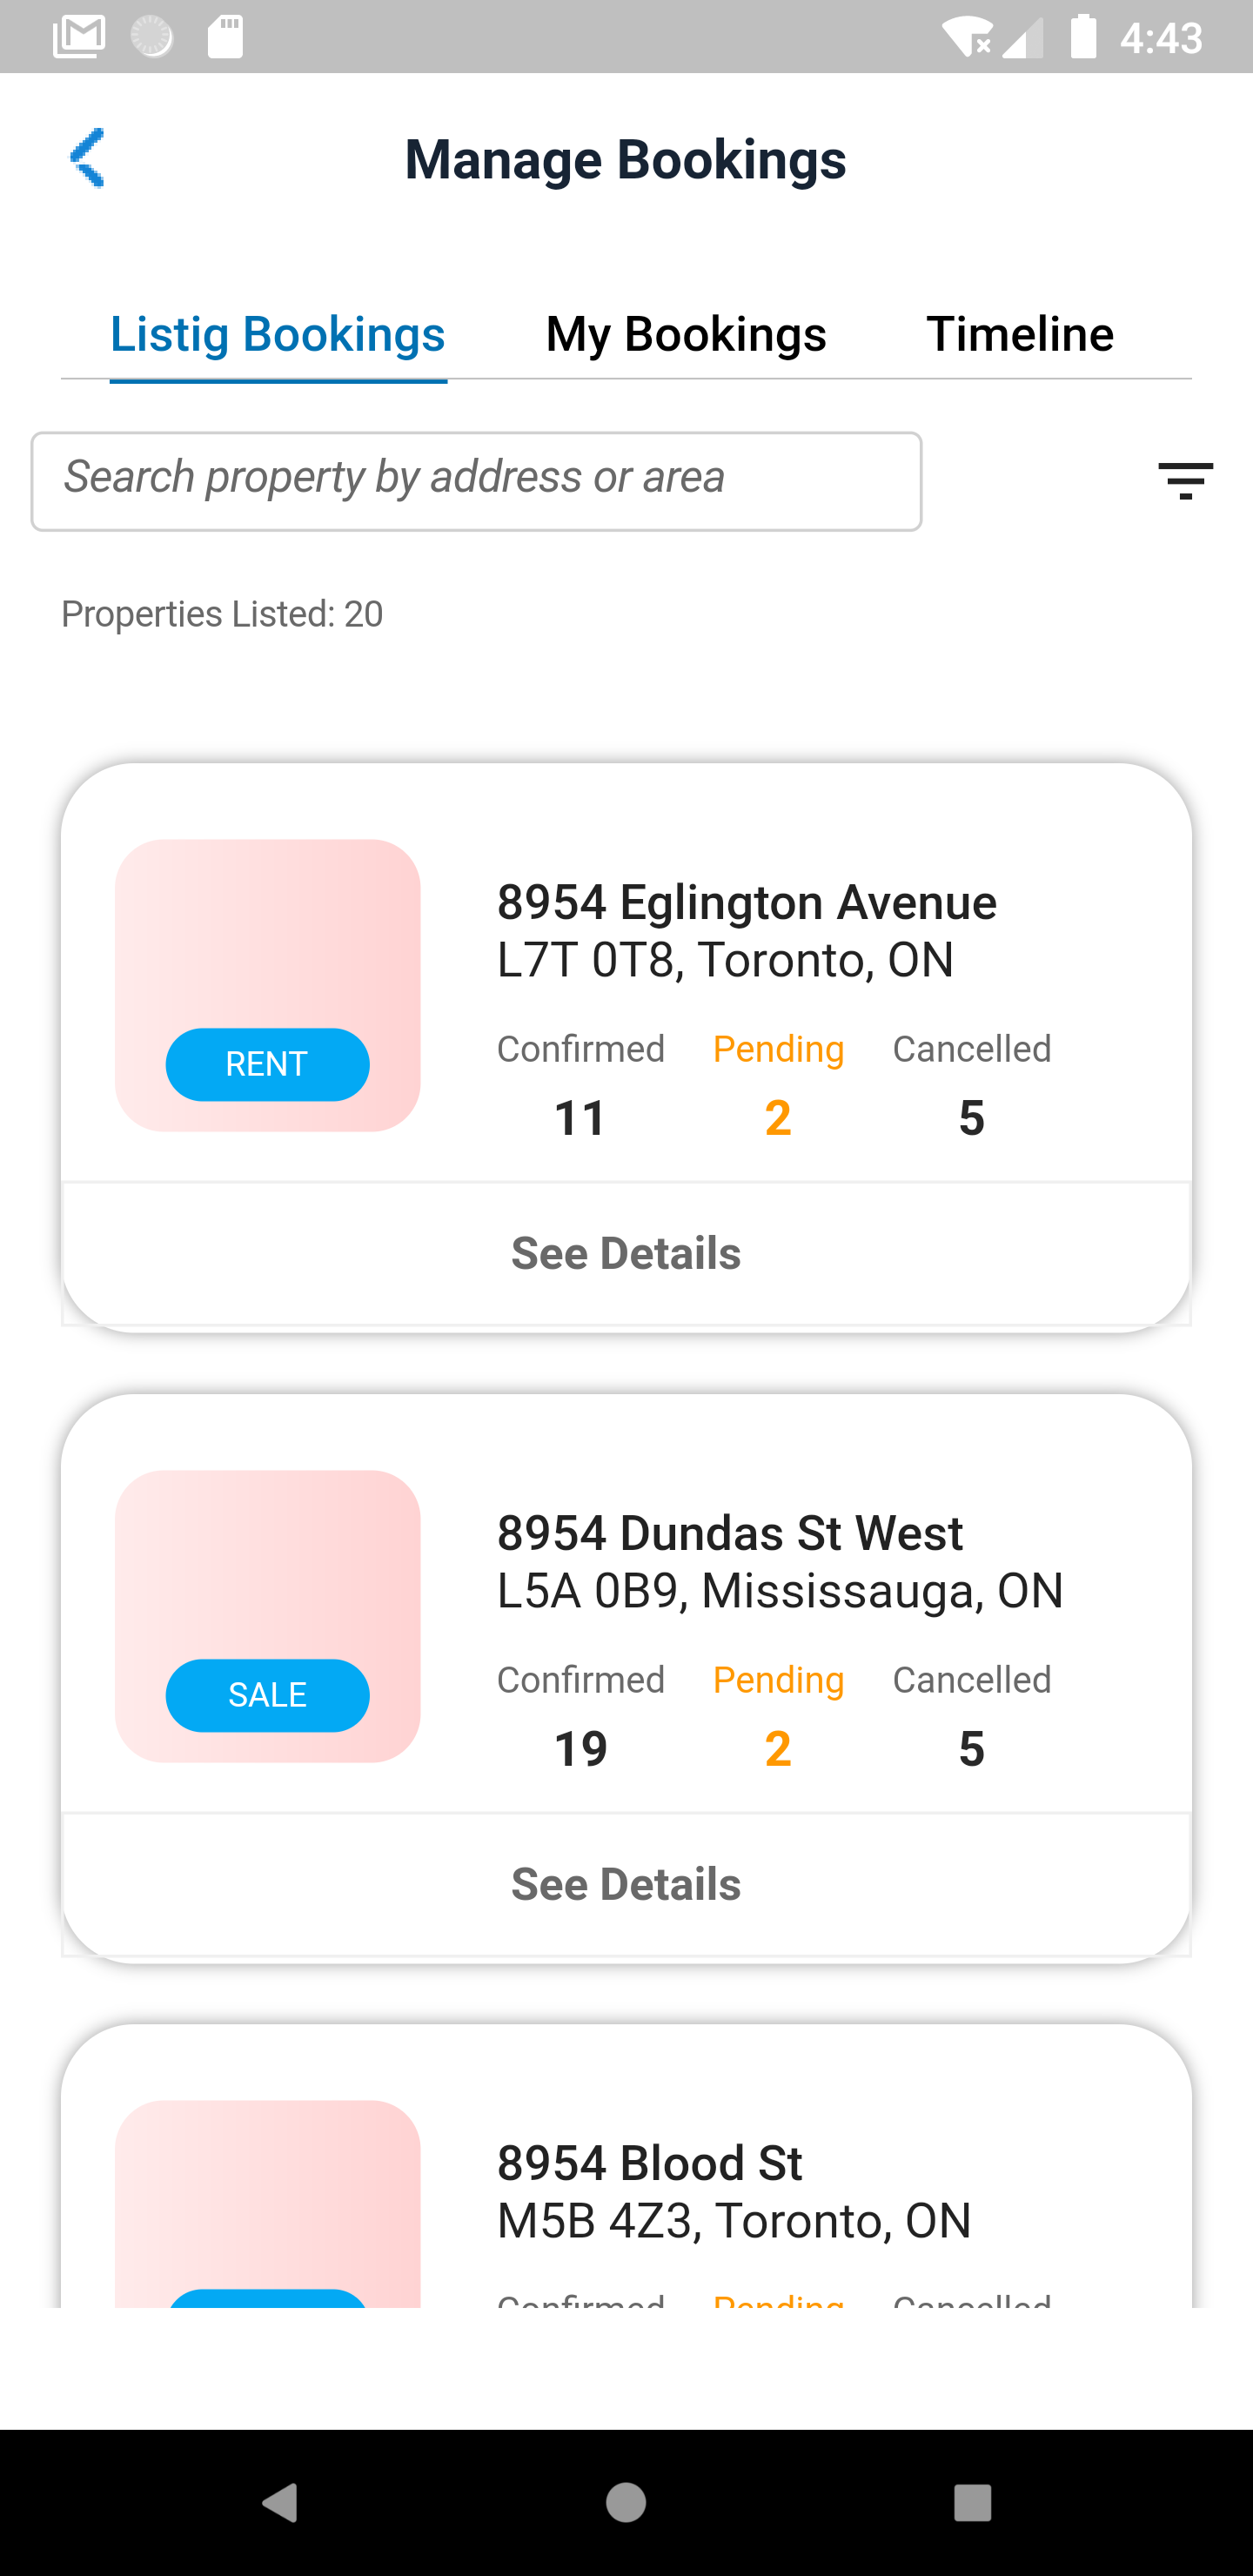 4:43
Manage Bookings
Listig Bookings My Bookings Timeline
Search property by address or area
Properties Listed: 20
8954 Eglington Avenue
L7T 0T8, Toronto, ON
RENT
Confirmed Pending Cancelled
11 2 5
See Details
8954 Dundas St West
L5A 0B9, Mississauga, ON
SALE
Confirmed Pending Cancelled
19 2 5
See Details
8954 Blood St
M5B 4Z3, Toronto, ON
Confirmed Pending Cancelled